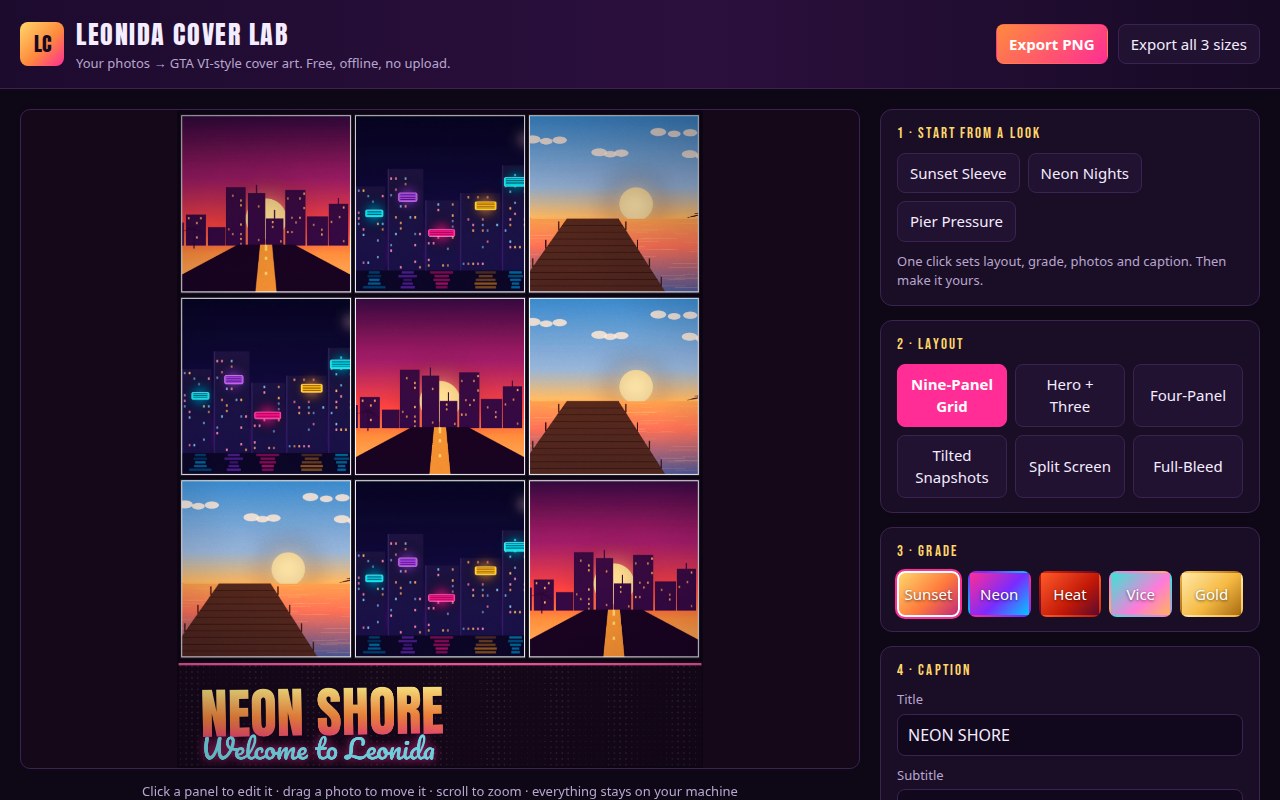 LC
LEONIDA COVER LAB
Your photos → GTA VI-style cover art. Free, offline, no upload.
Export PNG
Export all 3 sizes
NEON SHORE
Welcome to Leonida
Click a panel to edit it · drag a photo to move it · scroll to zoom · everything stays on your machine
1 · START FROM A LOOK
Sunset Sleeve
Neon Nights
Pier Pressure
One click sets layout, grade, photos and caption. Then
make it yours.
2 · LAYOUT
Nine-Panel
Grid
Hero +
Three
Four-Panel
Tilted
Snapshots
Split Screen
Full-Bleed
3 · GRADE
Sunset
Neon
Heat
Vice
Gold
4 · CAPTION
Title
NEON SHORE
Subtitle